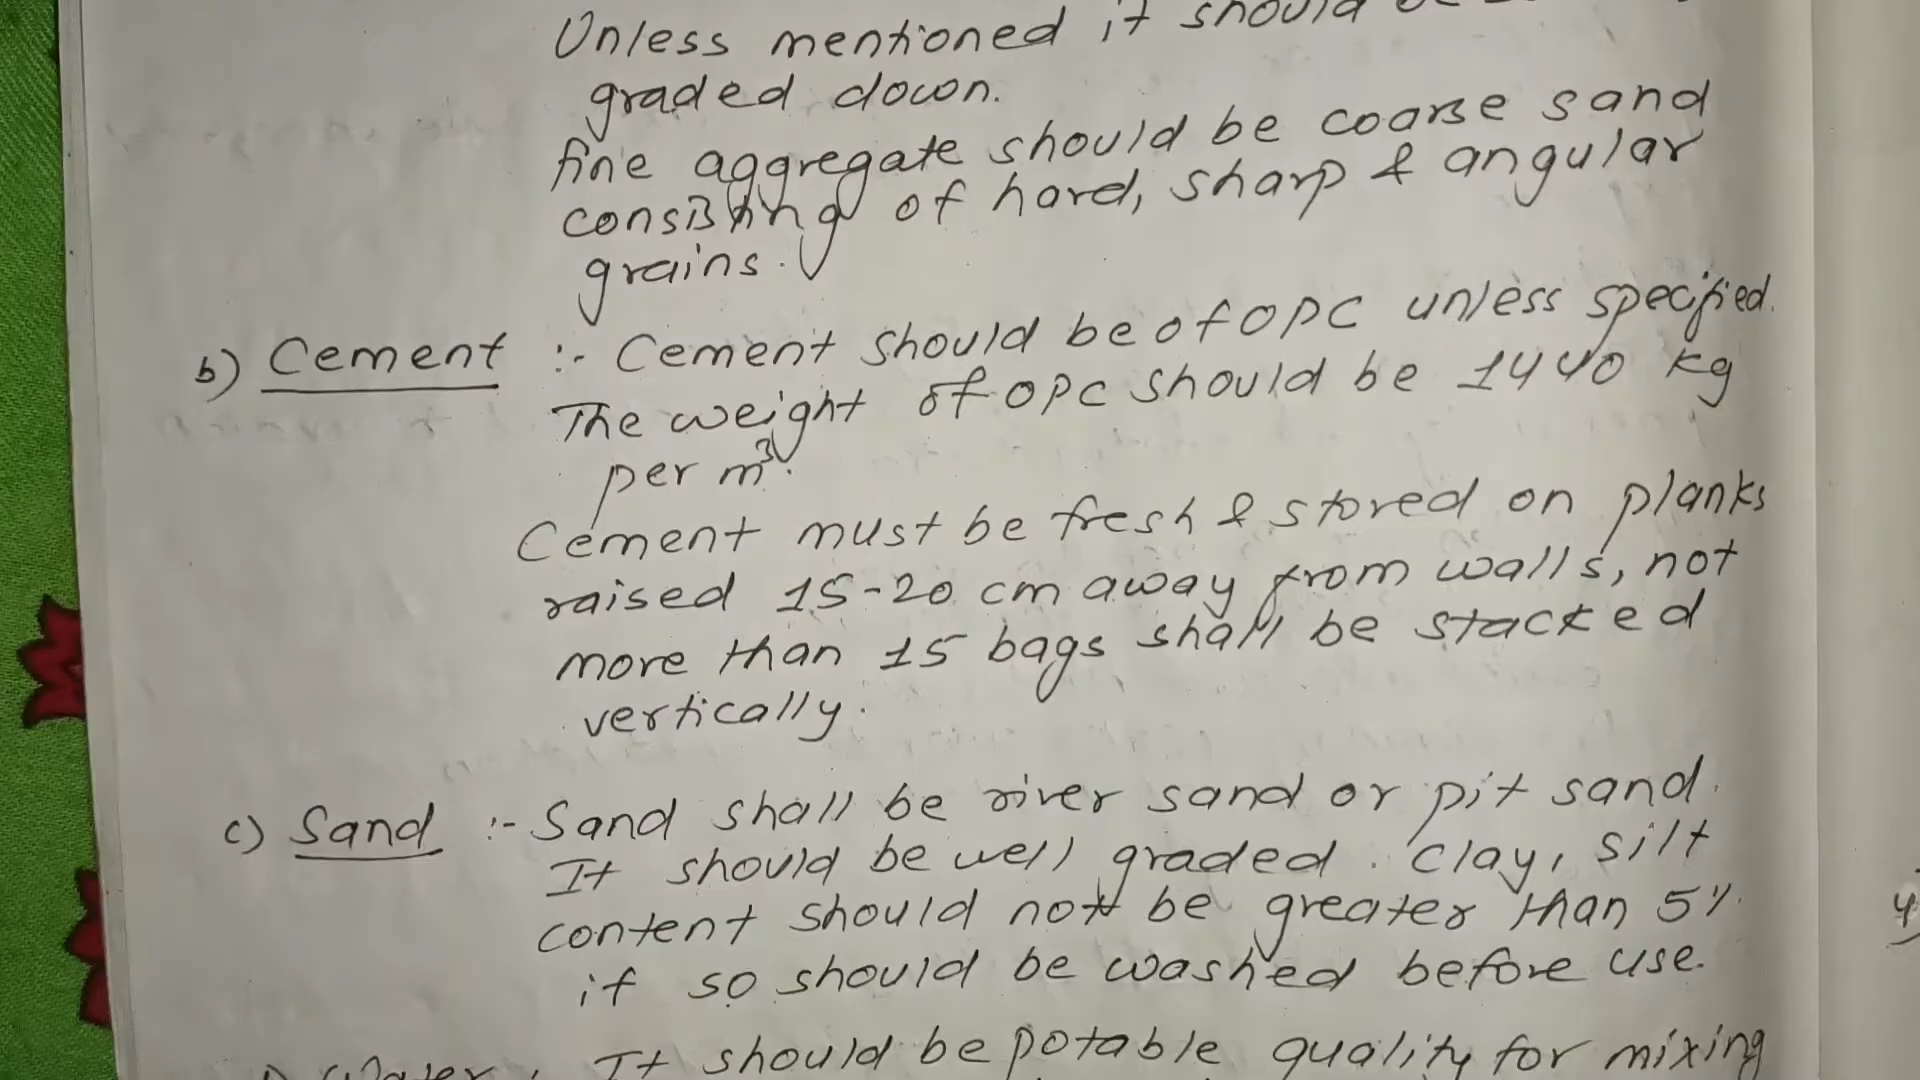 Unless mentioned it should be
graded down.
fine aggregate should be coarse sand
consisting of hard, sharp & angular
grains.
b) Cement :- Cement should be of OPC unless specified.
The weight of OPC should be 1440 kg
per m³.
Cement must be fresh & stored on planks
raised 15-20 cm away from walls, not
more than 15 bags shall be stacked
vertically.
c) Sand :- Sand shall be river sand or pit sand.
It should be well graded. Clay, silt
content should not be greater than 5%.
if so should be washed before use.
Water It should be potable quality for mixing